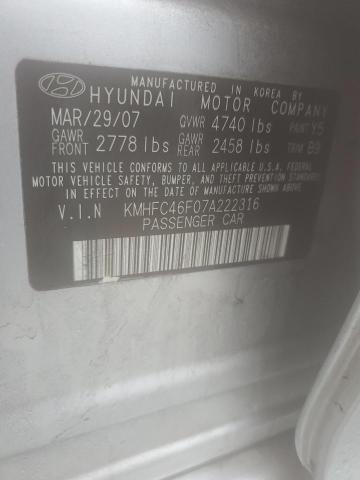 MANUFACTURED IN KOREA BY
HYUNDAI MOTOR COMPANY
MAR/29/07 GVWR 4740 lbs PAINT Y5
GAWR FRONT 2778 lbs GAWR REAR 2458 lbs TRIM B9
THIS VEHICLE CONFORMS TO ALL APPLICABLE U.S.A. FEDERAL
MOTOR VEHICLE SAFETY, BUMPER, AND THEFT PREVENTION STANDARDS
IN EFFECT ON THE DATE OF MANUFACTURE SHOWN ABOVE.
V.I.N KMHFC46F07A222316
PASSENGER CAR